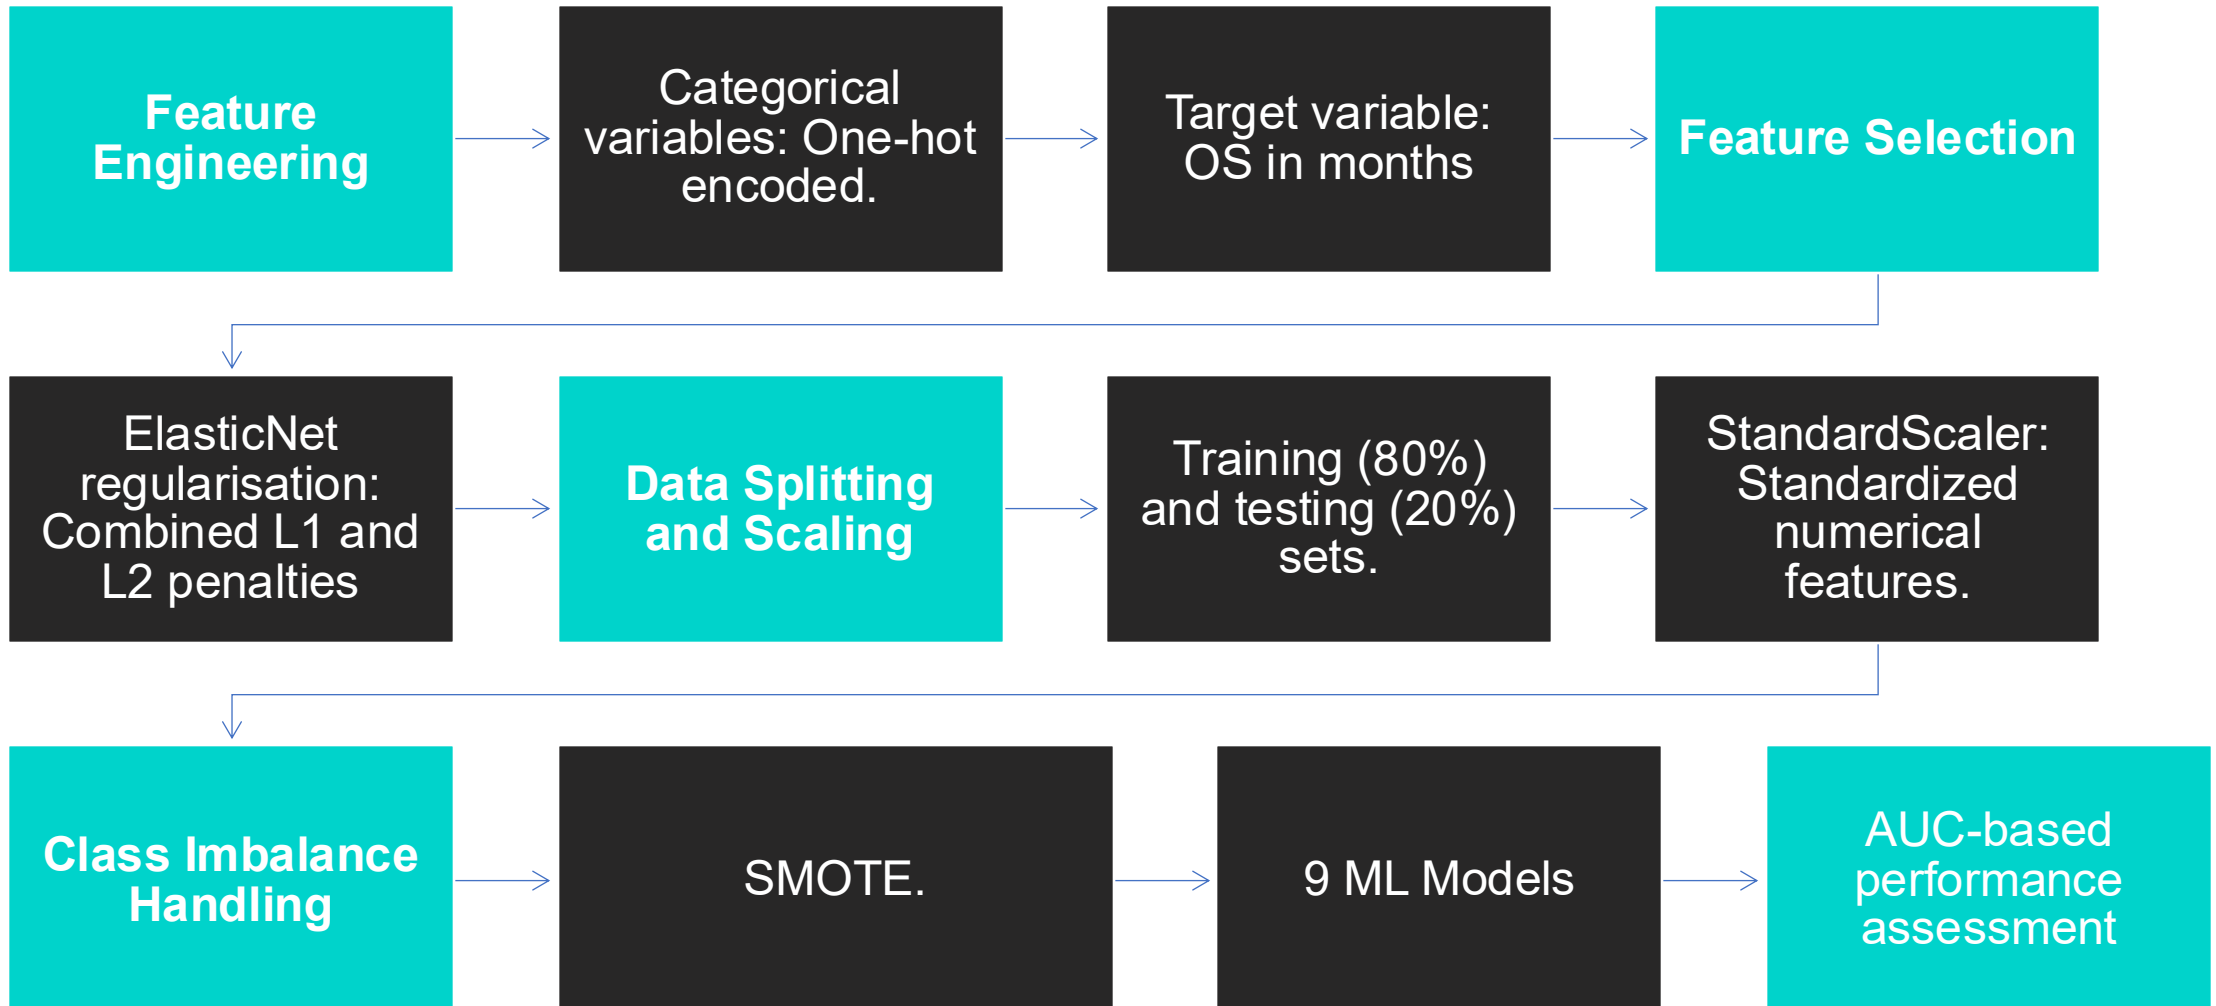 Feature
Engineering
Categorical
variables: One-hot
encoded.
Target variable:
OS in months
Feature Selection
ElasticNet
regularisation:
Combined L1 and
L2 penalties
Data Splitting
and Scaling
Training (80%)
and testing (20%)
sets.
StandardScaler:
Standardized
numerical
features.
Class Imbalance
Handling
SMOTE.
9 ML Models
AUC-based
performance
assessment